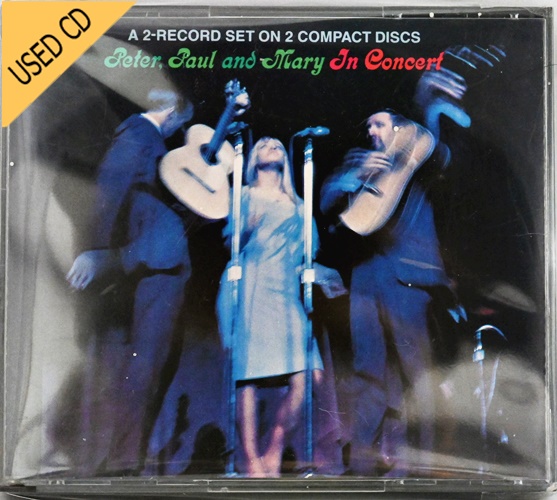 USED CD
A 2-RECORD SET ON 2 COMPACT DISCS
Peter, Paul and Mary In Concert